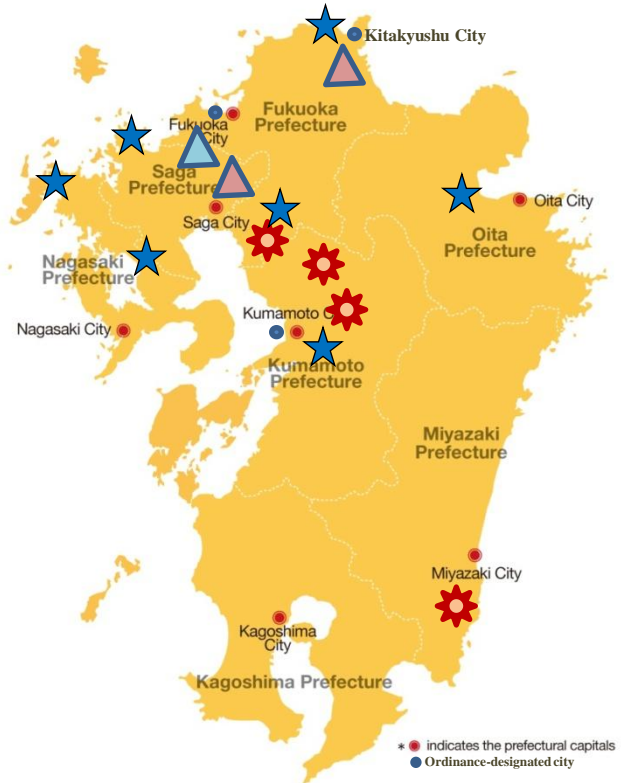 Kitakyushu City
Fukuoka
Prefecture
Fukuoka
City
Saga
Prefecture
Saga City
Oita City
Oita
Prefecture
Nagasaki
Prefecture
Nagasaki City
Kumamoto C
Kumamoto
Prefecture
Miyazaki
Prefecture
Miyazaki City
Kagoshima
City
Kagoshima Prefecture
* indicates the prefectural capitals
Ordinance-designated city